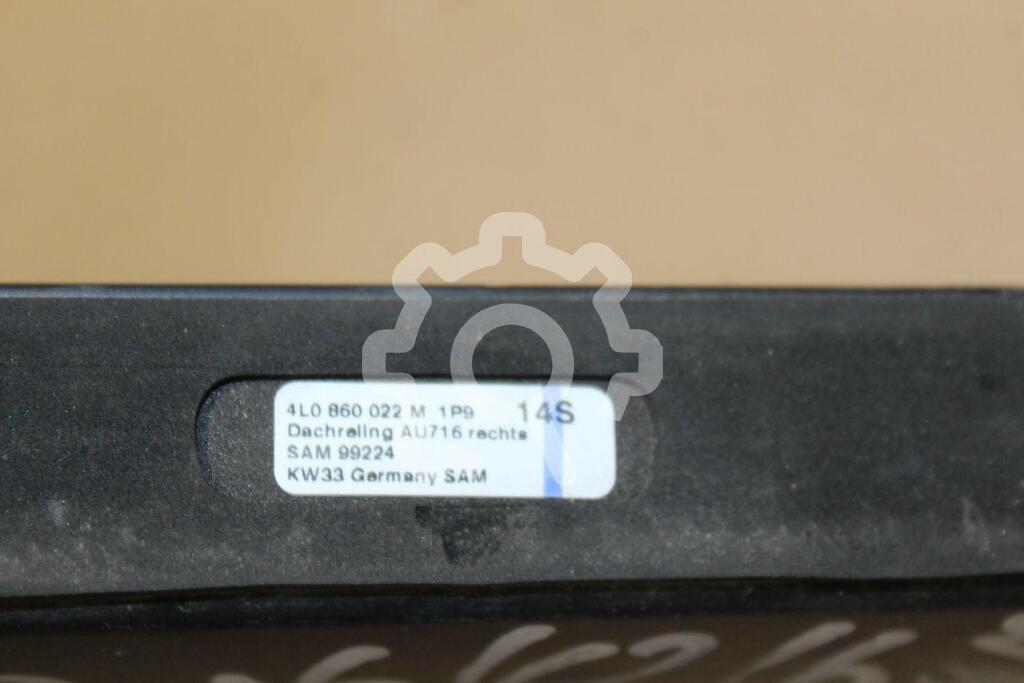 4L0 860 022 M 1P9 14S
Dachreling AU716 rechts
SAM 99224
KW33 Germany SAM